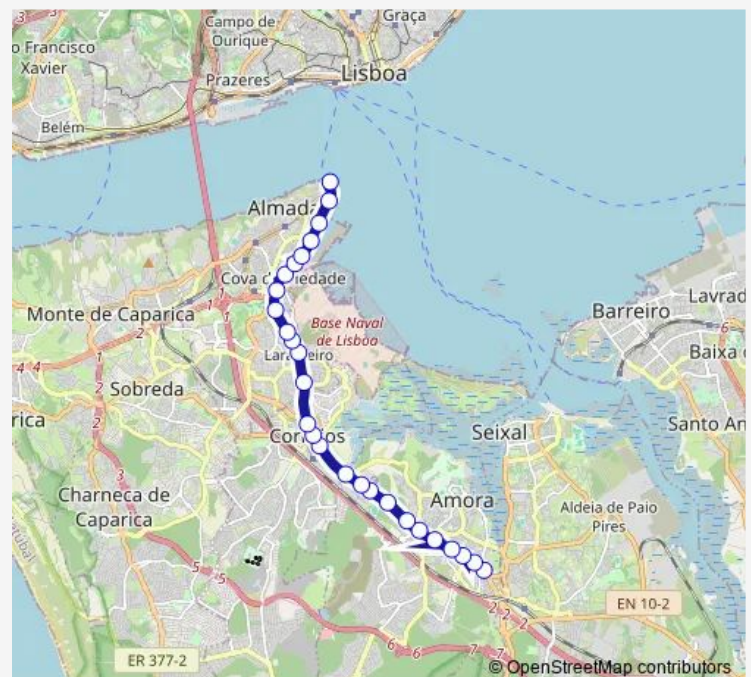 Campo de
Ourique
Graça
o Francisco
Xavier
Prazeres
Lisboa
Belém
Almada
Cova da Piedade
Lavrad
Monte de Caparica
Base Naval
de Lisboa
Barreiro
Laranjeiro
Baixa d
Sobreda
rica
Santo An
Corroios
Seixal
Charneca de
Caparica
Amora
Aldeia de Paio
Pires
EN 10-2
ER 377-2
© OpenStreetMap contributors